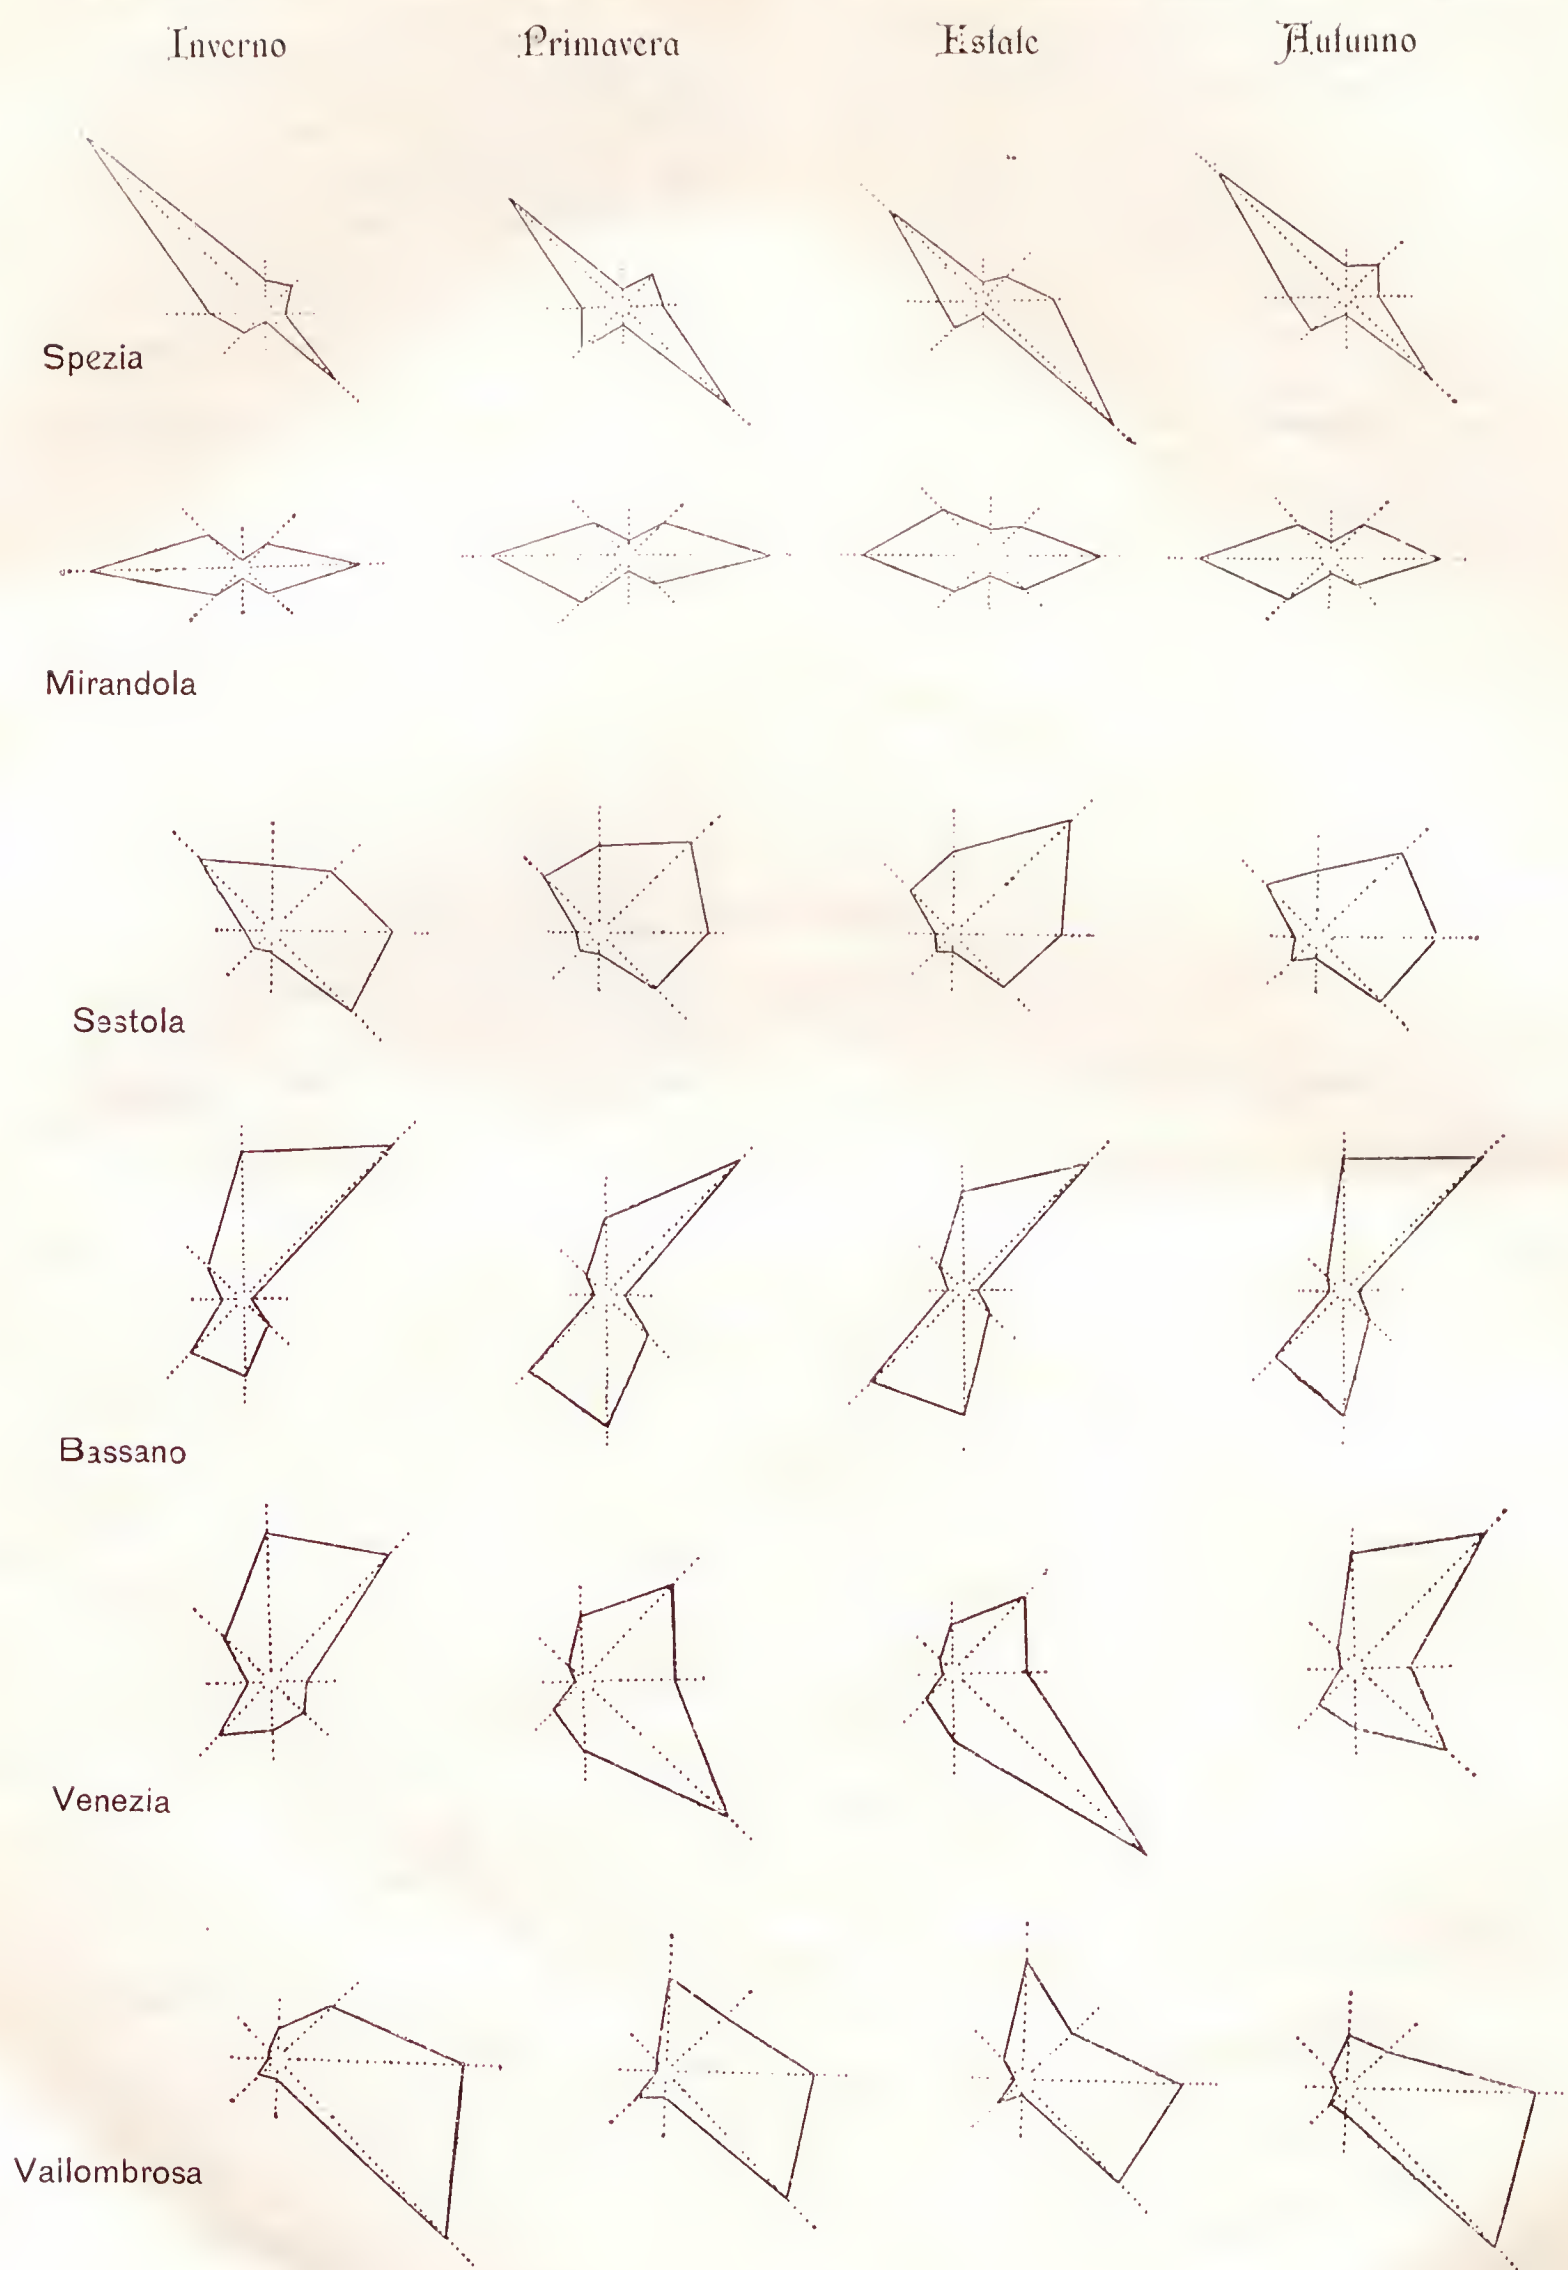 Inverno Primavera Estate Autunno
Spezia
Mirandola
Sestola
Bassano
Venezia
Vallombrosa